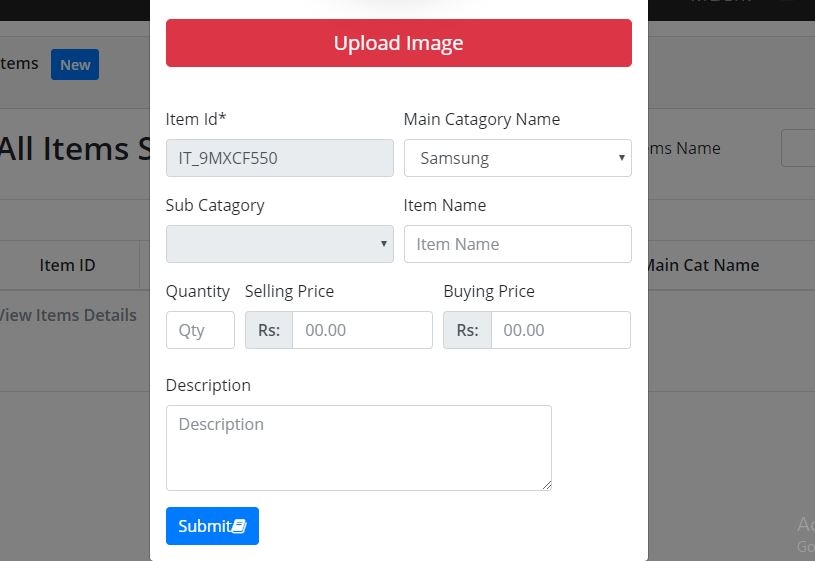 Upload Image
tems New
Item Id* Main Catagory Name
IT_9MXCF550 Samsung
All Items S
ms Name
Sub Catagory Item Name
Item Name
Item ID Main Cat Name
Quantity Selling Price Buying Price
View Items Details
Qty Rs: 00.00 Rs: 00.00
Description
Description
Submit